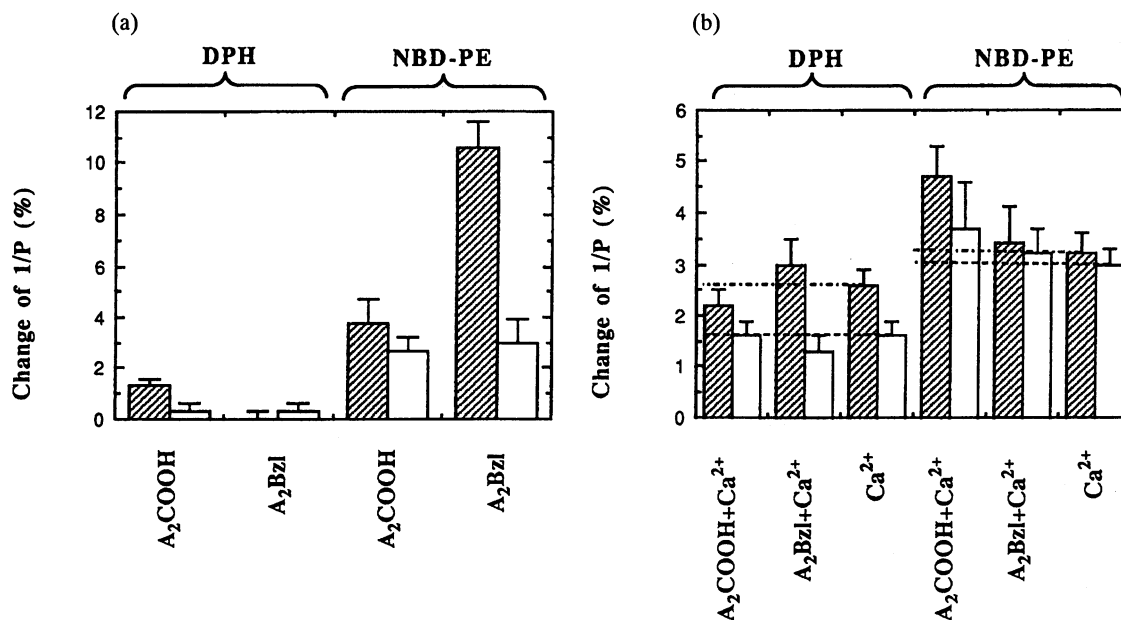 (a)
DPH NBD-PE
12
10
8
6
4
2
0
Change of 1/P (%)
A₂COOH
A₂Bzl
A₂COOH
A₂Bzl
(b)
DPH NBD-PE
6
5
4
3
2
1
0
Change of 1/P (%)
A₂COOH+Ca²⁺
A₂Bzl+Ca²⁺
Ca²⁺
A₂COOH+Ca²⁺
A₂Bzl+Ca²⁺
Ca²⁺